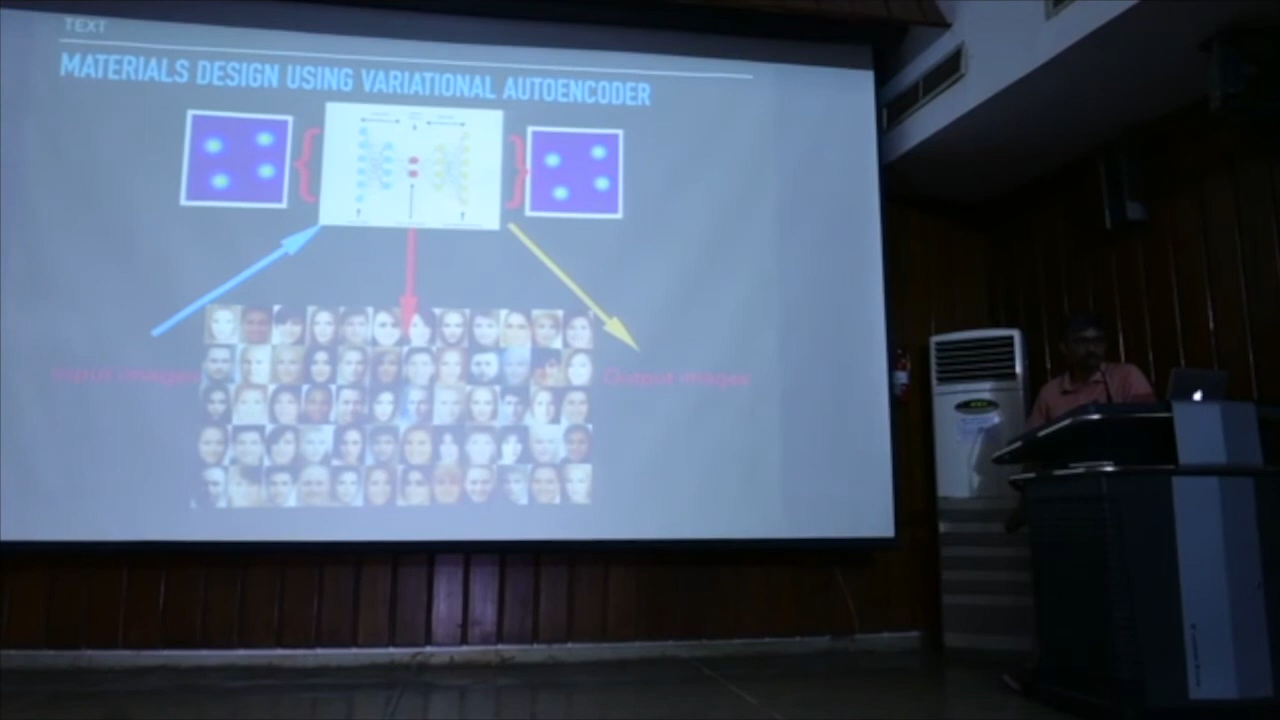 TEXT
MATERIALS DESIGN USING VARIATIONAL AUTOENCODER
Input images
Output images